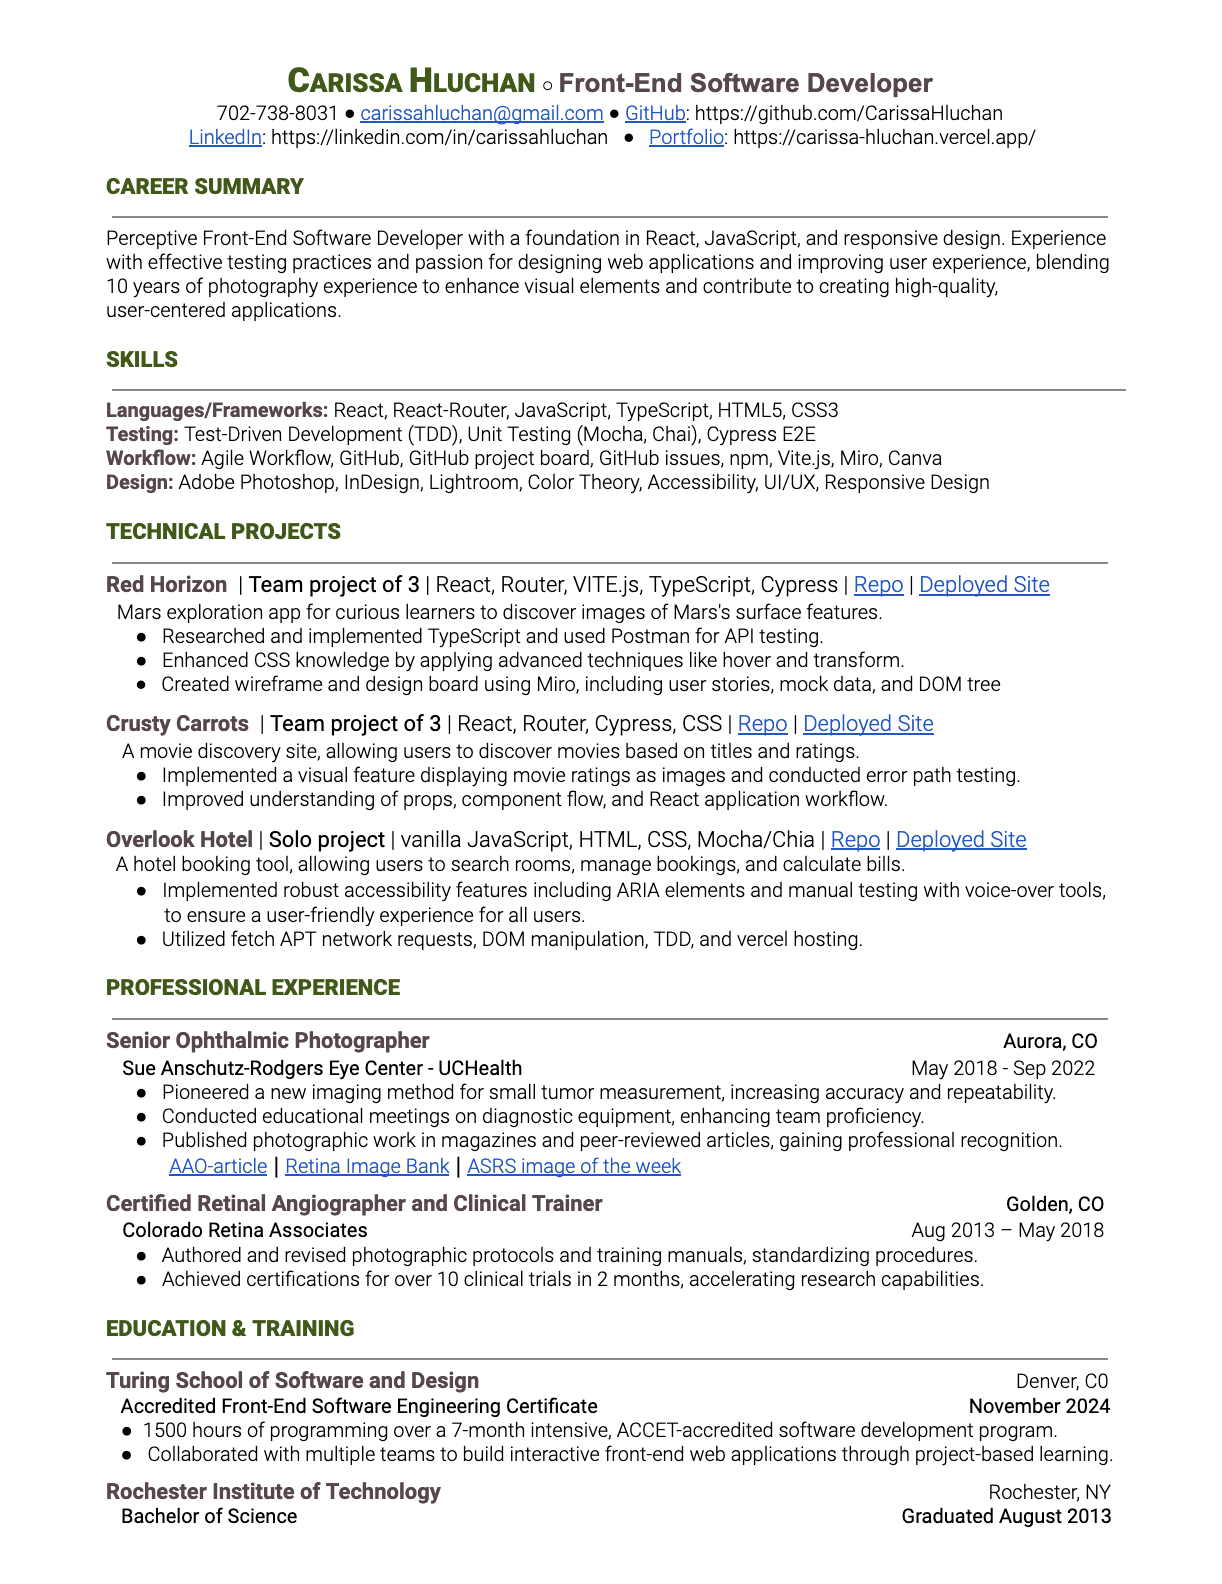 CARISSA HLUCHAN ○ Front-End Software Developer
702-738-8031 ● carissahluchan@gmail.com ● GitHub: https://github.com/CarissaHluchan
LinkedIn: https://linkedin.com/in/carissahluchan ● Portfolio: https://carissa-hluchan.vercel.app/
CAREER SUMMARY
Perceptive Front-End Software Developer with a foundation in React, JavaScript, and responsive design. Experience
with effective testing practices and passion for designing web applications and improving user experience, blending
10 years of photography experience to enhance visual elements and contribute to creating high-quality,
user-centered applications.
SKILLS
Languages/Frameworks: React, React-Router, JavaScript, TypeScript, HTML5, CSS3
Testing: Test-Driven Development (TDD), Unit Testing (Mocha, Chai), Cypress E2E
Workflow: Agile Workflow, GitHub, GitHub project board, GitHub issues, npm, Vite.js, Miro, Canva
Design: Adobe Photoshop, InDesign, Lightroom, Color Theory, Accessibility, UI/UX, Responsive Design
TECHNICAL PROJECTS
Red Horizon | Team project of 3 | React, Router, VITE.js, TypeScript, Cypress | Repo | Deployed Site
Mars exploration app for curious learners to discover images of Mars's surface features.
● Researched and implemented TypeScript and used Postman for API testing.
● Enhanced CSS knowledge by applying advanced techniques like hover and transform.
● Created wireframe and design board using Miro, including user stories, mock data, and DOM tree
Crusty Carrots | Team project of 3 | React, Router, Cypress, CSS | Repo | Deployed Site
A movie discovery site, allowing users to discover movies based on titles and ratings.
● Implemented a visual feature displaying movie ratings as images and conducted error path testing.
● Improved understanding of props, component flow, and React application workflow.
Overlook Hotel | Solo project | vanilla JavaScript, HTML, CSS, Mocha/Chia | Repo | Deployed Site
A hotel booking tool, allowing users to search rooms, manage bookings, and calculate bills.
● Implemented robust accessibility features including ARIA elements and manual testing with voice-over tools,
to ensure a user-friendly experience for all users.
● Utilized fetch APT network requests, DOM manipulation, TDD, and vercel hosting.
PROFESSIONAL EXPERIENCE
Senior Ophthalmic Photographer Aurora, CO
Sue Anschutz-Rodgers Eye Center - UCHealth May 2018 - Sep 2022
● Pioneered a new imaging method for small tumor measurement, increasing accuracy and repeatability.
● Conducted educational meetings on diagnostic equipment, enhancing team proficiency.
● Published photographic work in magazines and peer-reviewed articles, gaining professional recognition.
AAO-article | Retina Image Bank | ASRS image of the week
Certified Retinal Angiographer and Clinical Trainer Golden, CO
Colorado Retina Associates Aug 2013 – May 2018
● Authored and revised photographic protocols and training manuals, standardizing procedures.
● Achieved certifications for over 10 clinical trials in 2 months, accelerating research capabilities.
EDUCATION & TRAINING
Turing School of Software and Design Denver, C0
Accredited Front-End Software Engineering Certificate November 2024
● 1500 hours of programming over a 7-month intensive, ACCET-accredited software development program.
● Collaborated with multiple teams to build interactive front-end web applications through project-based learning.
Rochester Institute of Technology Rochester, NY
Bachelor of Science Graduated August 2013